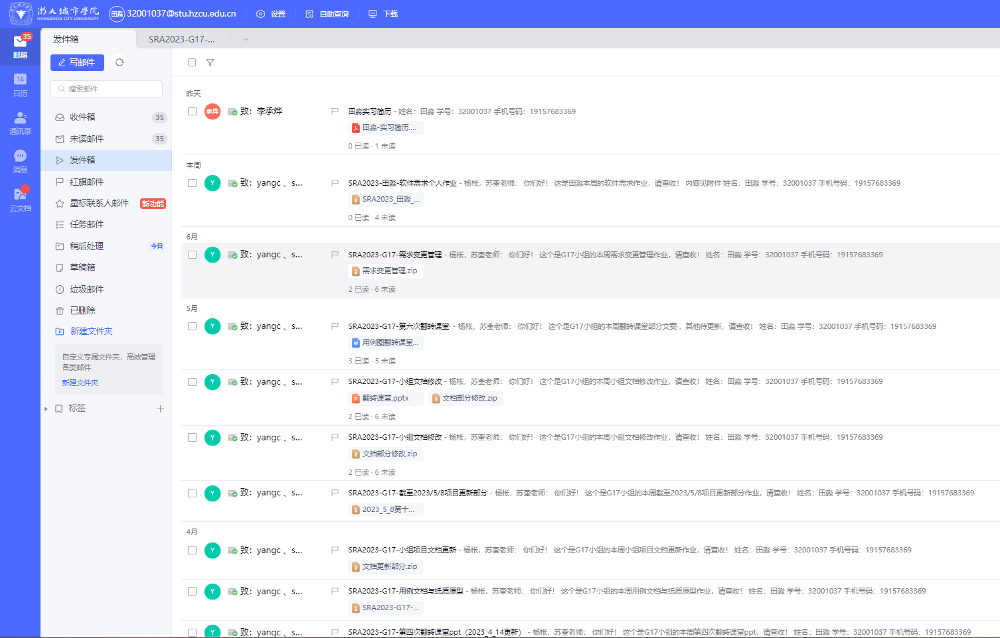 浙大城市学院
HANGZHOU CITY UNIVERSITY
田淼 32001037@stu.hzcu.edu.cn
设置
自助查询
下载
35
邮箱
14
日历
通讯录
消息
云文档
发件箱
SRA2023-G17-...
写邮件
搜索邮件
收件箱 35
未读邮件 35
发件箱
红旗邮件
星标联系人邮件 新功能
任务邮件
稍后处理 今日
草稿箱
垃圾邮件
已删除
新建文件夹
自定义专属文件夹，高效管理
各类邮件
新建文件夹
标签
昨天
承烨 致：李承烨 田淼实习简历 - 姓名：田淼 学号：32001037 手机号码：19157683369
田淼-实习简历....
0 已读 · 1 未读
本周
Y 致：yangc 、s... SRA2023-田淼-软件需求个人作业 - 杨枨，苏奎老师： 你们好！ 这是田淼本周的软件需求作业，请查收！ 内容见附件 姓名：田淼 学号：32001037 手机号码：19157683369
SRA2023_田淼_...
0 已读 · 4 未读
6月
Y 致：yangc 、s... SRA2023-G17-需求变更管理 - 杨枨，苏奎老师： 你们好！ 这个是G17小组的本周需求变更管理作业，请查收！ 姓名：田淼 学号：32001037 手机号码：19157683369
需求变更管理.zip
2 已读 · 6 未读
5月
Y 致：yangc 、s... SRA2023-G17-第六次翻转课堂· - 杨枨，苏奎老师： 你们好！ 这个是G17小组的本周翻转课堂部分文案·，其他待更新，请查收！ 姓名：田淼 学号：32001037 手机号码：19157683369
用例图翻转课堂...
3 已读 · 5 未读
Y 致：yangc 、s... SRA2023-G17-小组文档修改 - 杨枨，苏奎老师： 你们好！ 这个是G17小组的本周小组文档修改作业，请查收！ 姓名：田淼 学号：32001037 手机号码：19157683369
翻转课堂.pptx 文档部分修改.zip
2 已读 · 6 未读
Y 致：yangc 、s... SRA2023-G17-小组文档修改 - 杨枨，苏奎老师： 你们好！ 这个是G17小组的本周小组文档修改作业，请查收！ 姓名：田淼 学号：32001037 手机号码：19157683369
文档部分修改.zip
2 已读 · 6 未读
Y 致：yangc 、s... SRA2023-G17-截至2023/5/8项目更新部分 - 杨枨，苏奎老师： 你们好！ 这个是G17小组的本周截至2023/5/8项目更新部分作业，请查收！ 姓名：田淼 学号：32001037 手机号码：19157683369
2023_5_8第十...
4月
Y 致：yangc 、s... SRA2023-G17-小组项目文档更新 - 杨枨，苏奎老师： 你们好！ 这个是G17小组的本周小组项目文档更新作业，请查收！ 姓名：田淼 学号：32001037 手机号码：19157683369
文档更新部分.zip
Y 致：yangc 、s... SRA2023-G17-用例文档与纸质原型 - 杨枨，苏奎老师： 你们好！ 这个是G17小组的本周用例文档与纸质原型作业，请查收！ 姓名：田淼 学号：32001037 手机号码：19157683369
SRA2023-G17-...
Y 致：yangc 、s... SRA2023-G17-第四次翻转课堂ppt（2023_4_14更新） - 杨枨，苏奎老师： 你们好！ 这个是G17小组的本周第四次翻转课堂ppt，请查收！ 姓名：田淼 学号：32001037 手机号码：19157683369